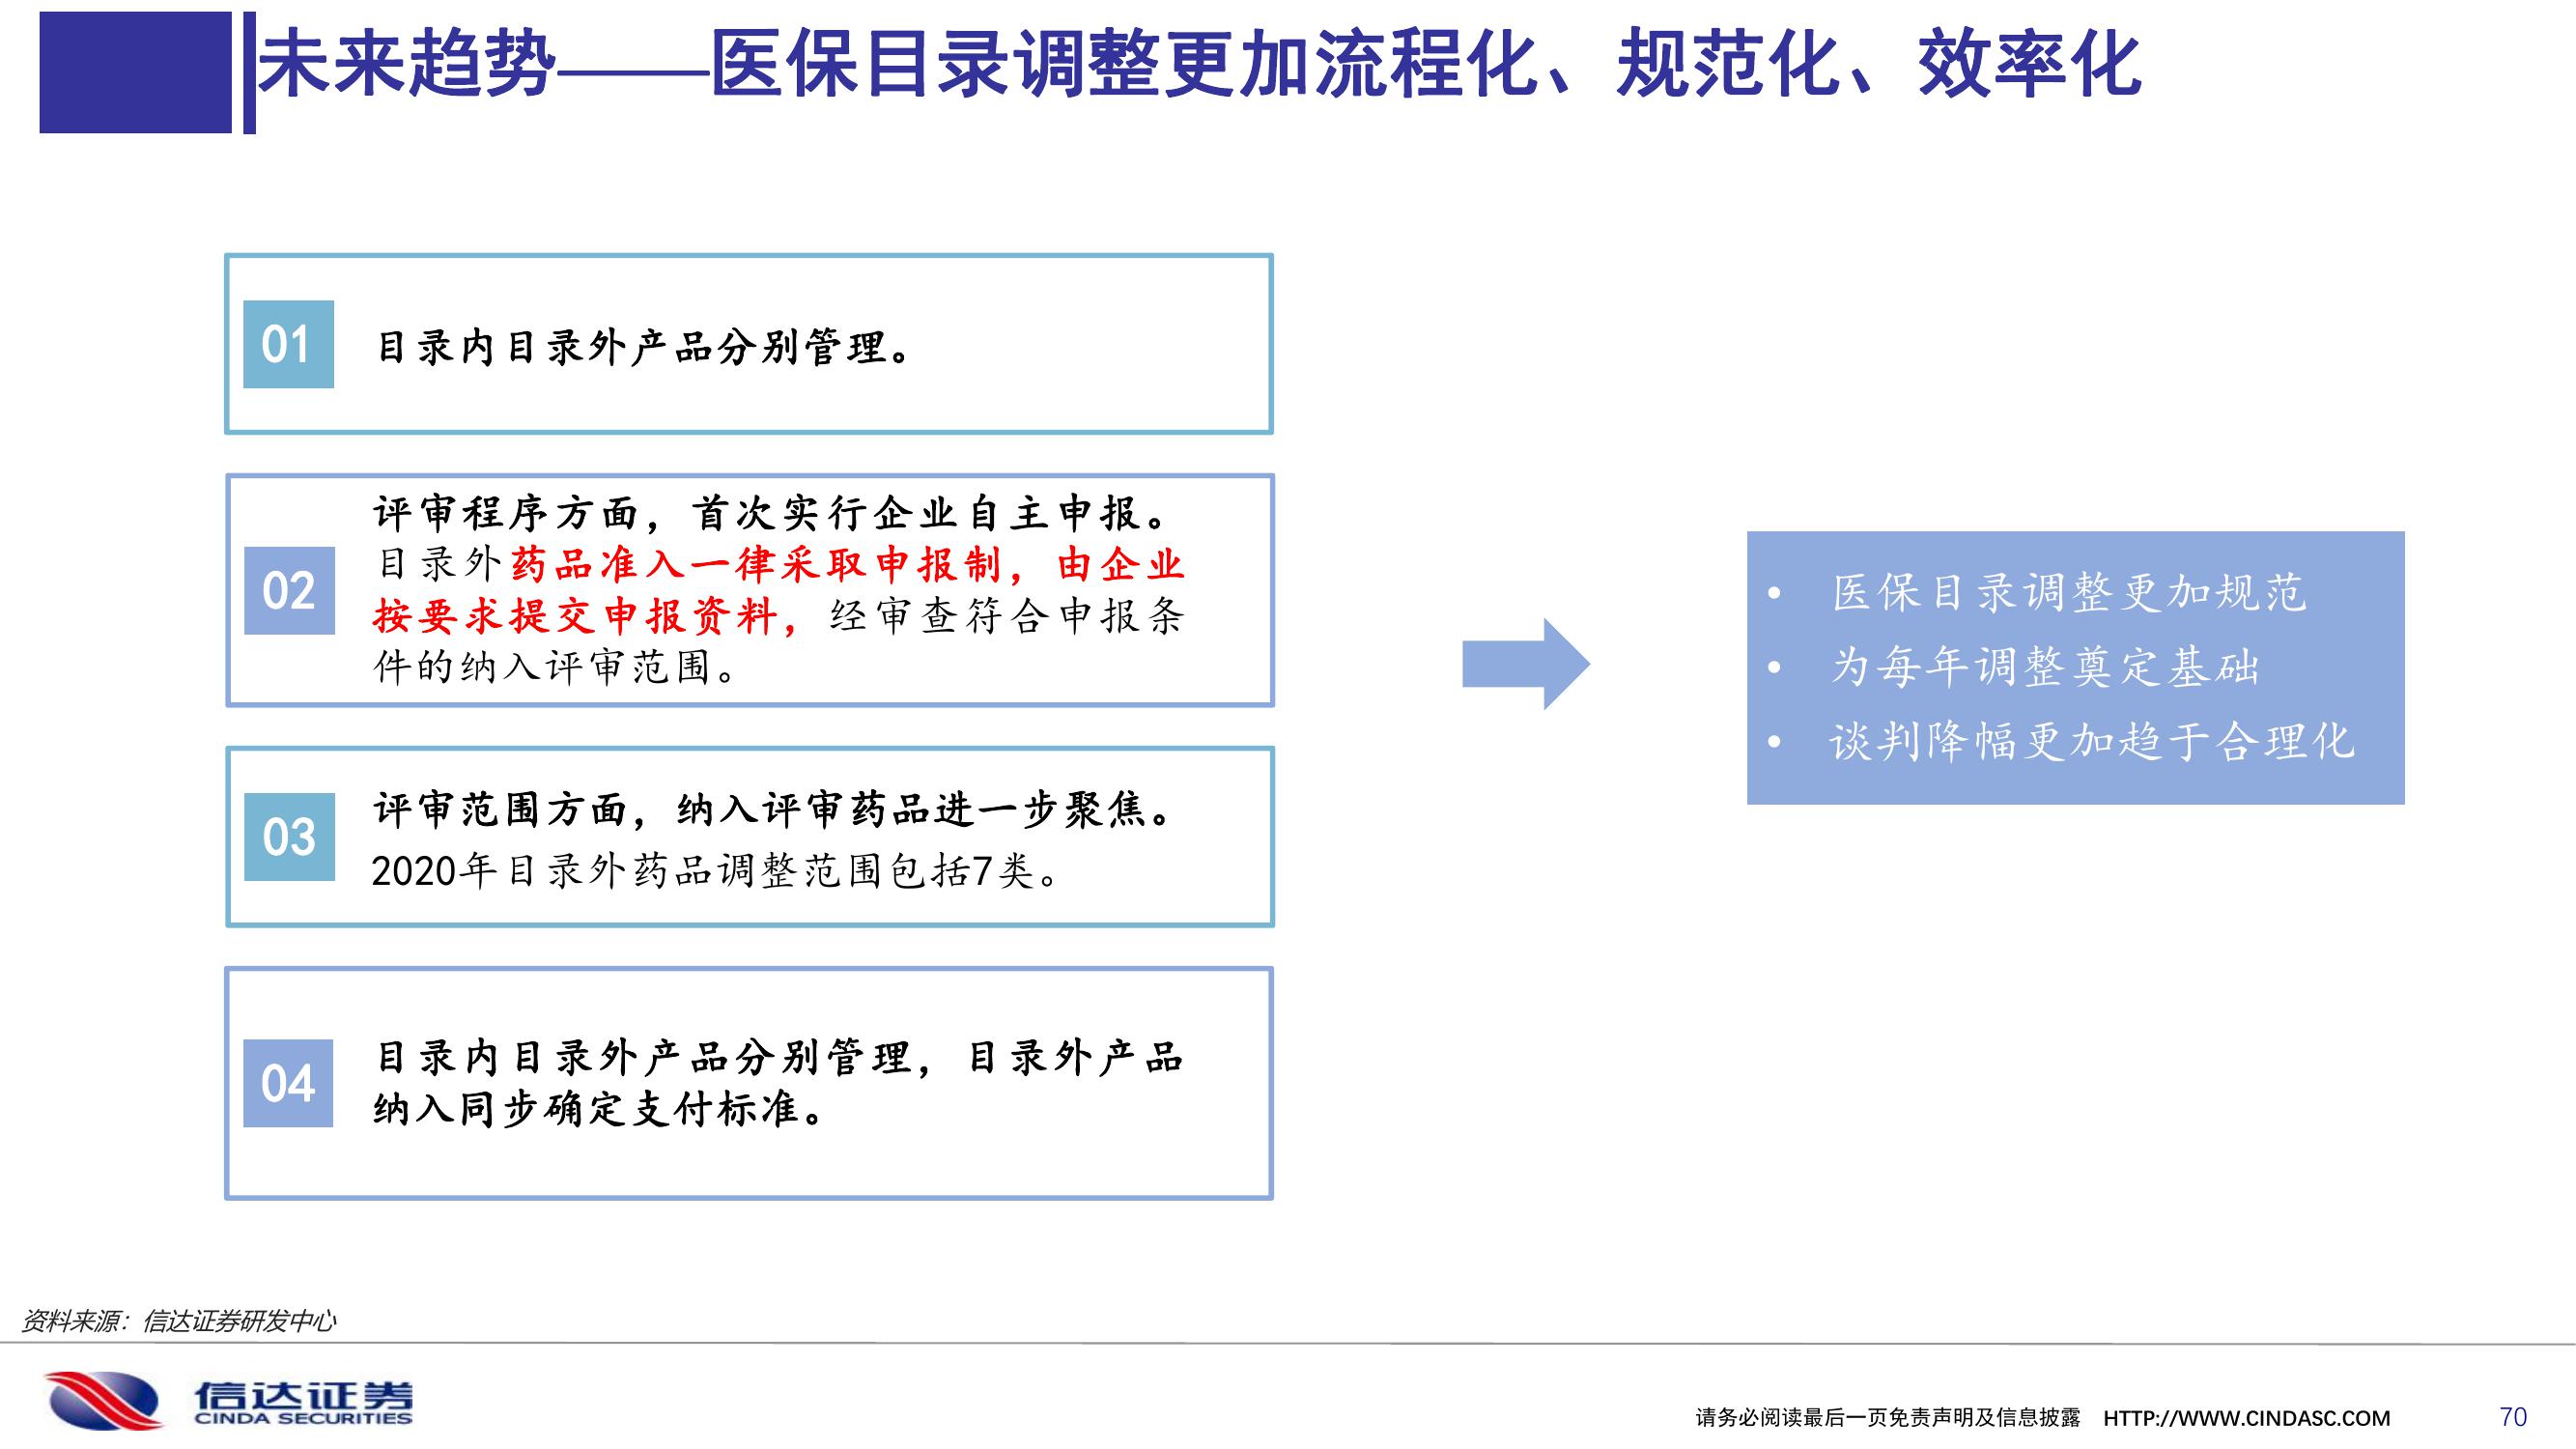 未来趋势——医保目录调整更加流程化、规范化、效率化
01
目录内目录外产品分别管理。
02
评审程序方面，首次实行企业自主申报。
目录外药品准入一律采取申报制，由企业
按要求提交申报资料，经审查符合申报条
件的纳入评审范围。
03
评审范围方面，纳入评审药品进一步聚焦。
2020年目录外药品调整范围包括7类。
04
目录内目录外产品分别管理，目录外产品
纳入同步确定支付标准。
• 医保目录调整更加规范
• 为每年调整奠定基础
• 谈判降幅更加趋于合理化
资料来源：信达证券研发中心
信达证券
CINDA SECURITIES
请务必阅读最后一页免责声明及信息披露 HTTP://WWW.CINDASC.COM 70